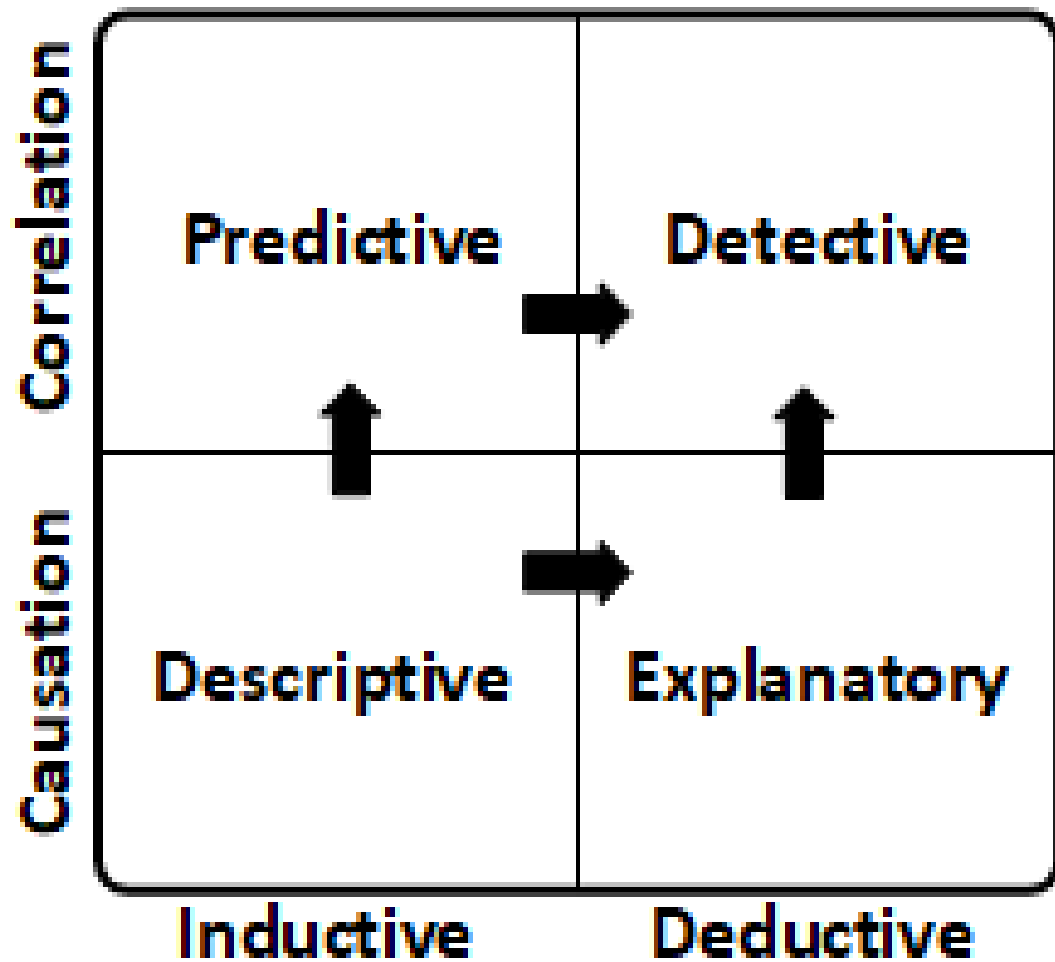 Correlation
Predictive
Detective
Causation
Descriptive
Explanatory
Inductive
Deductive